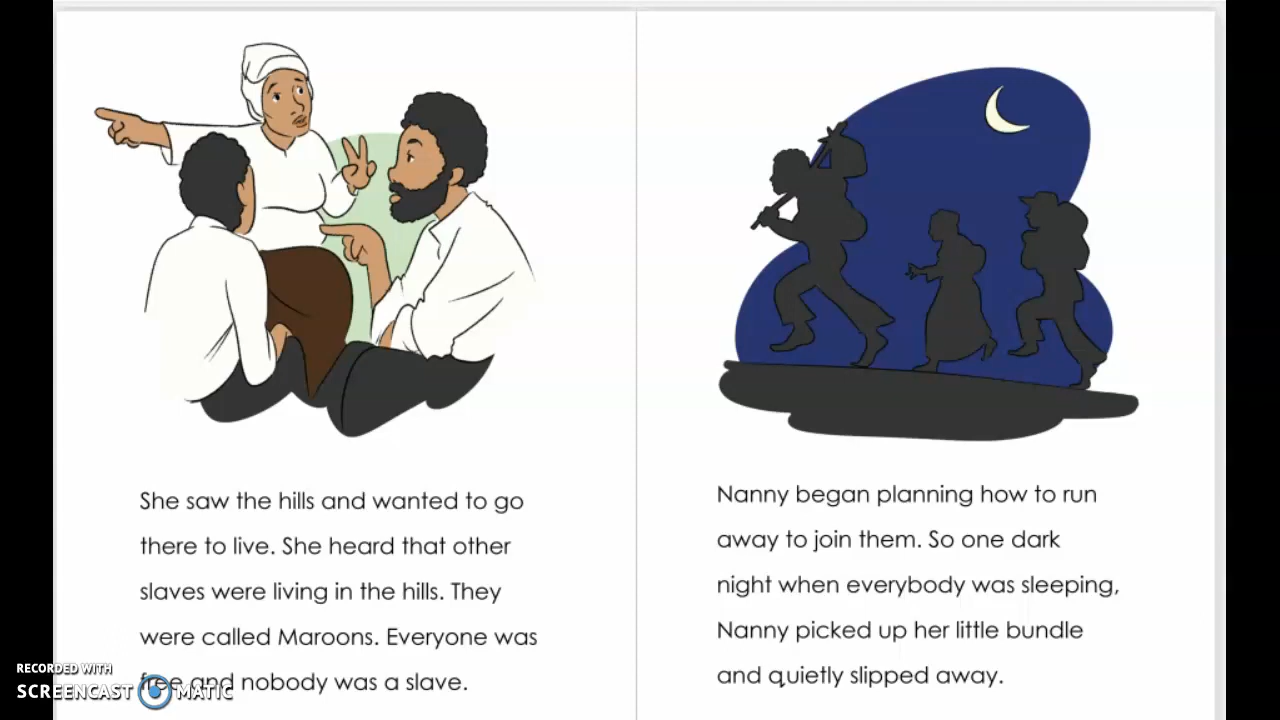 She saw the hills and wanted to go
there to live. She heard that other
slaves were living in the hills. They
were called Maroons. Everyone was
free and nobody was a slave.
Nanny began planning how to run
away to join them. So one dark
night when everybody was sleeping,
Nanny picked up her little bundle
and quietly slipped away.
RECORDED WITH
SCREENCAST MATIC